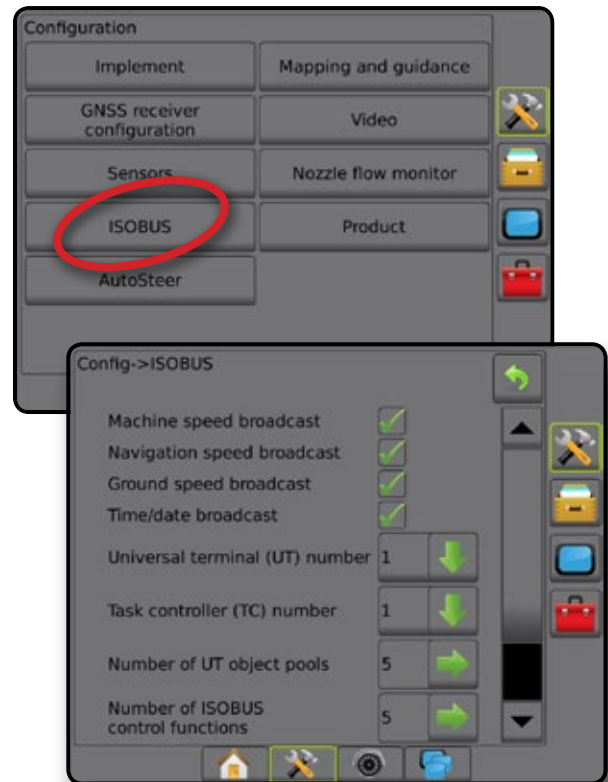 Configuration
Implement
Mapping and guidance
GNSS receiver
configuration
Video
Sensors
Nozzle flow monitor
ISOBUS
Product
AutoSteer
Config->ISOBUS
Machine speed broadcast
Navigation speed broadcast
Ground speed broadcast
Time/date broadcast
Universal terminal (UT) number 1
Task controller (TC) number 1
Number of UT object pools 5
Number of ISOBUS
control functions 5